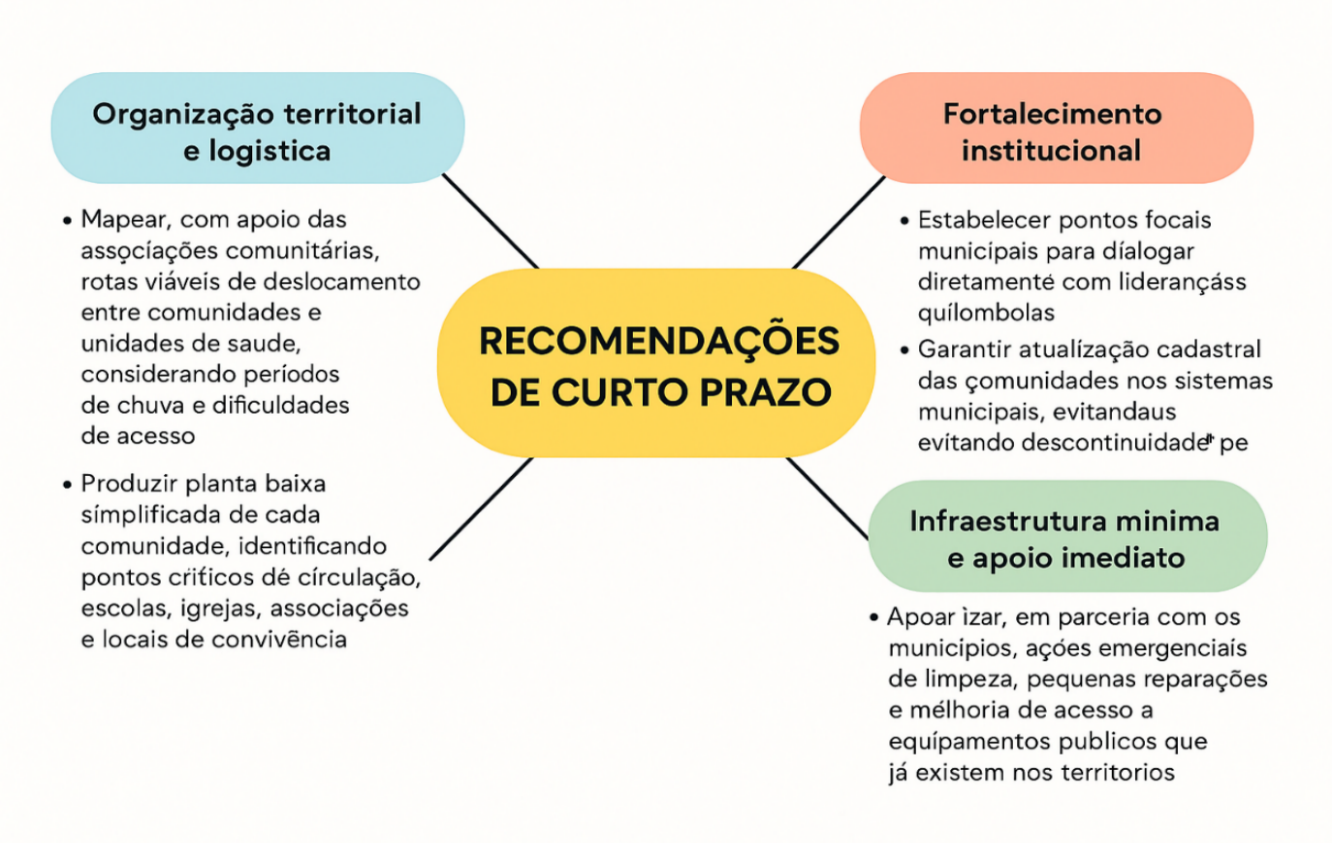 Organização territorial
e logistica
• Mapear, com apoio das
assoçíações comunitárias,
rotas viáveis de deslocamento
entre comunidades e
unidades de saude,
considerando períodos
de chuva e dificuldades
de acesso
• Produzir planta baixa
símplificada de cada
comunidade, identificando
pontos críticos dé círculação,
escolas, igrejas, associações
e locais de convivência
RECOMENDAÇÕES
DE CURTO PRAZO
Fortalecimento
institucional
• Estabelecer pontos focais
municipais para díalogar
diretamenté com liderançáss
quílombolas
• Garantir atualízação cadastral
das çomunidades nos sistemas
municipais, evitandaus
evítando descontinuidade pe
Infraestrutura minima
e apoio imediato
• Apoar ìzar, em parceria com os
municípios, açóes emergenciaís
de limpeza, pequenas reparações
e mélhoria de acesso a
equípamentos publicos que
já existem nos territorios